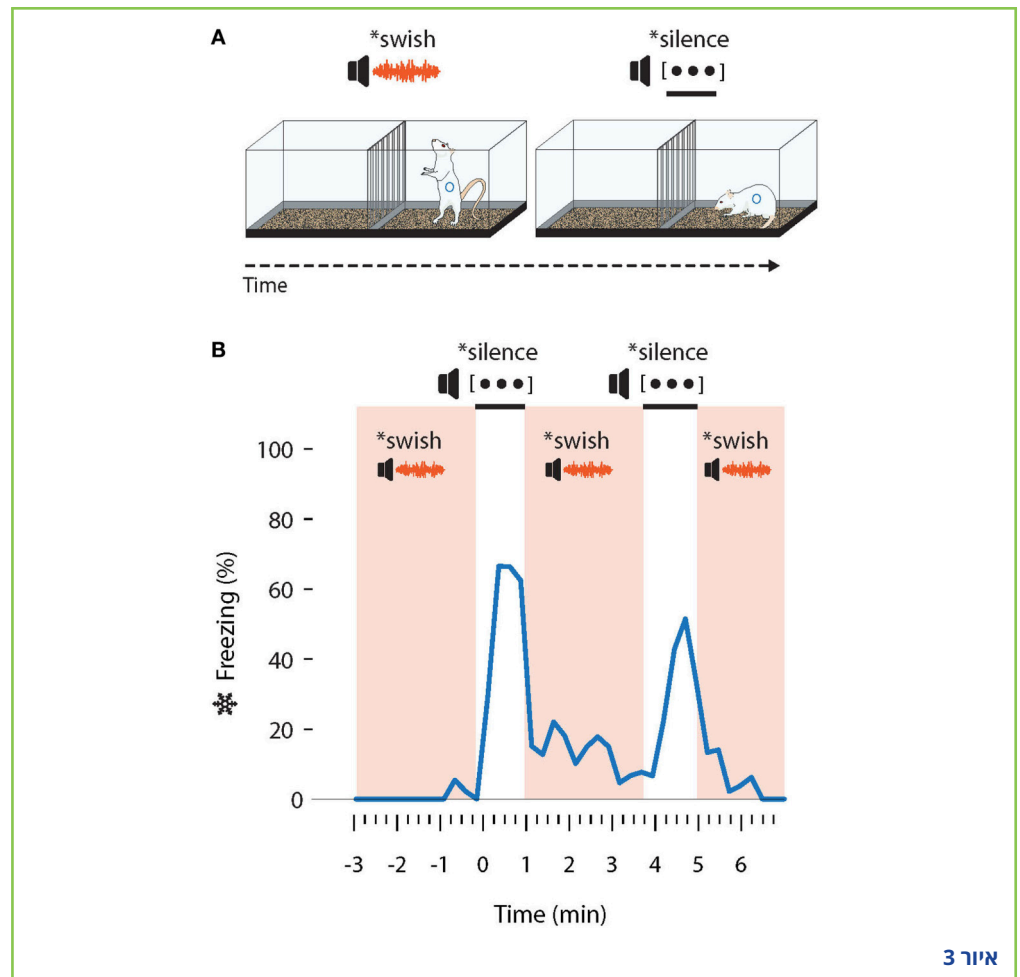 A
*swish
*silence
[•••]
Time
B
*silence
*silence
[•••]
[•••]
*swish
*swish
*swish
100
80
60
40
20
0
Freezing (%)
-3 -2 -1 0 1 2 3 4 5 6
Time (min)
איור 3